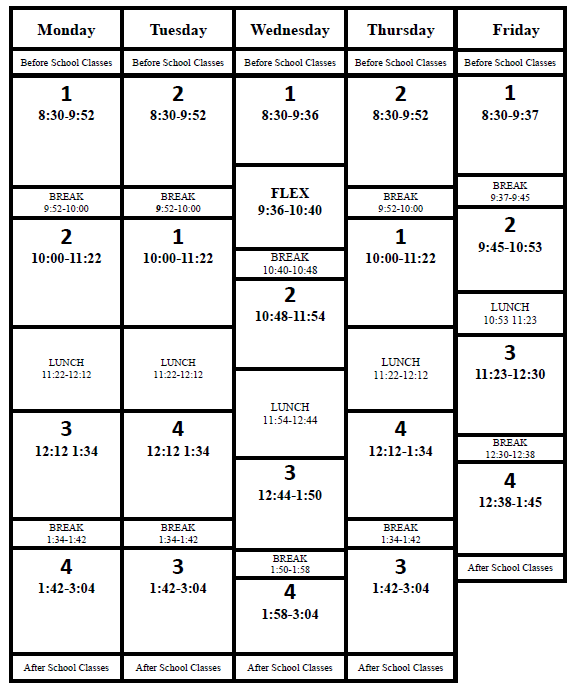 Monday
Before School Classes
1
8:30-9:52
BREAK
9:52-10:00
2
10:00-11:22
LUNCH
11:22-12:12
3
12:12 1:34
BREAK
1:34-1:42
4
1:42-3:04
After School Classes
Tuesday
Before School Classes
2
8:30-9:52
BREAK
9:52-10:00
1
10:00-11:22
LUNCH
11:22-12:12
4
12:12 1:34
BREAK
1:34-1:42
3
1:42-3:04
After School Classes
Wednesday
Before School Classes
1
8:30-9:36
FLEX
9:36-10:40
BREAK
10:40-10:48
2
10:48-11:54
LUNCH
11:54-12:44
3
12:44-1:50
BREAK
1:50-1:58
4
1:58-3:04
After School Classes
Thursday
Before School Classes
2
8:30-9:52
BREAK
9:52-10:00
1
10:00-11:22
LUNCH
11:22-12:12
4
12:12-1:34
BREAK
1:34-1:42
3
1:42-3:04
After School Classes
Friday
Before School Classes
1
8:30-9:37
BREAK
9:37-9:45
2
9:45-10:53
LUNCH
10:53 11:23
3
11:23-12:30
BREAK
12:30-12:38
4
12:38-1:45
After School Classes